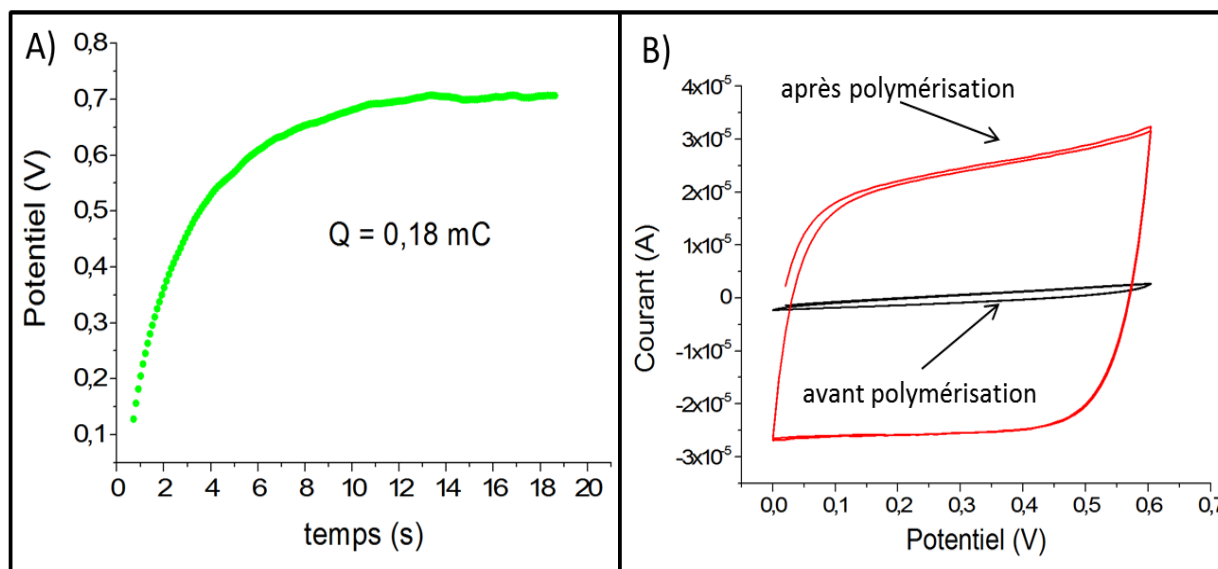 A)
0,8
0,7
0,6
0,5
0,4
0,3
0,2
0,1
Potentiel (V)
Q = 0,18 mC
0 2 4 6 8 10 12 14 16 18 20
temps (s)
B)
4x10-5
3x10-5
2x10-5
1x10-5
0
-1x10-5
-2x10-5
-3x10-5
Courant (A)
après polymérisation
avant polymérisation
0,0 0,1 0,2 0,3 0,4 0,5 0,6 0,7
Potentiel (V)